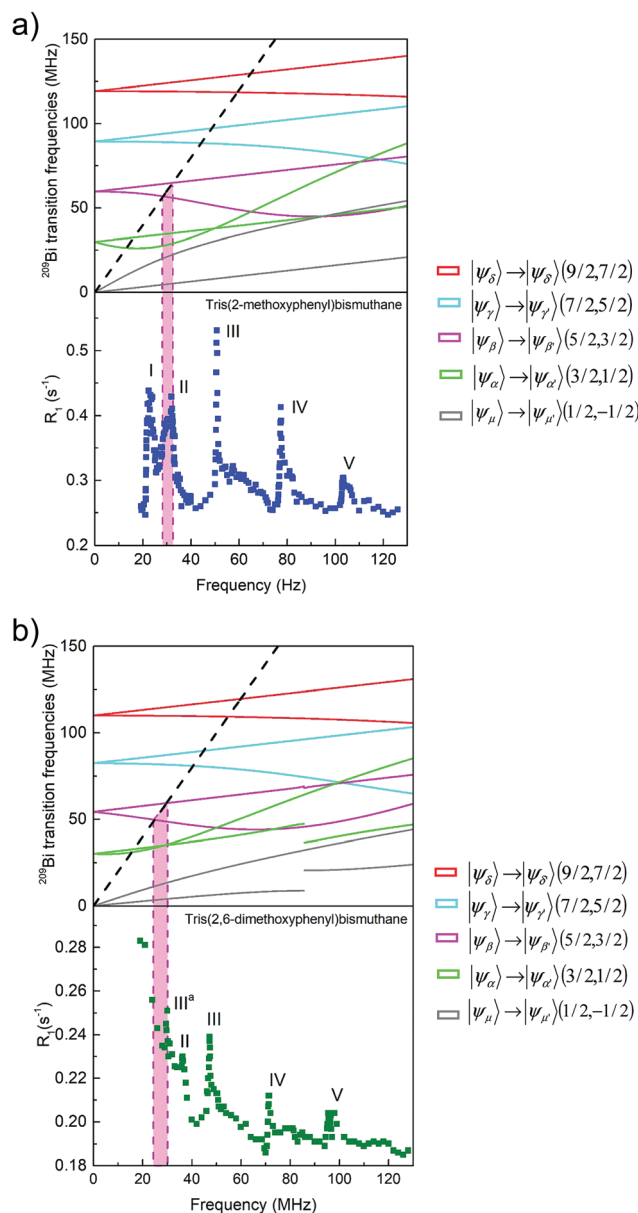 a)
150
100
50
0
²⁰⁹Bi transition frequencies (MHz)
Tris(2-methoxyphenyl)bismuthane
I
II
III
IV
V
0.5
0.4
0.3
0.2
R₁ (s⁻¹)
0 20 40 60 80 100 120
Frequency (Hz)
|ψδ⟩→|ψδ⟩(9/2,7/2)
|ψγ⟩→|ψγ'⟩(7/2,5/2)
|ψβ⟩→|ψβ'⟩(5/2,3/2)
|ψα⟩→|ψα'⟩(3/2,1/2)
|ψμ⟩→|ψμ'⟩(1/2,−1/2)
b)
150
100
50
0
²⁰⁹Bi transition frequencies (MHz)
Tris(2,6-dimethoxyphenyl)bismuthane
IIIᵃ
II
III
IV
V
0.28
0.26
0.24
0.22
0.20
0.18
R₁(s⁻¹)
0 20 40 60 80 100 120
Frequency (MHz)
|ψδ⟩→|ψδ⟩(9/2,7/2)
|ψγ⟩→|ψγ'⟩(7/2,5/2)
|ψβ⟩→|ψβ'⟩(5/2,3/2)
|ψα⟩→|ψα'⟩(3/2,1/2)
|ψμ⟩→|ψμ'⟩(1/2,−1/2)